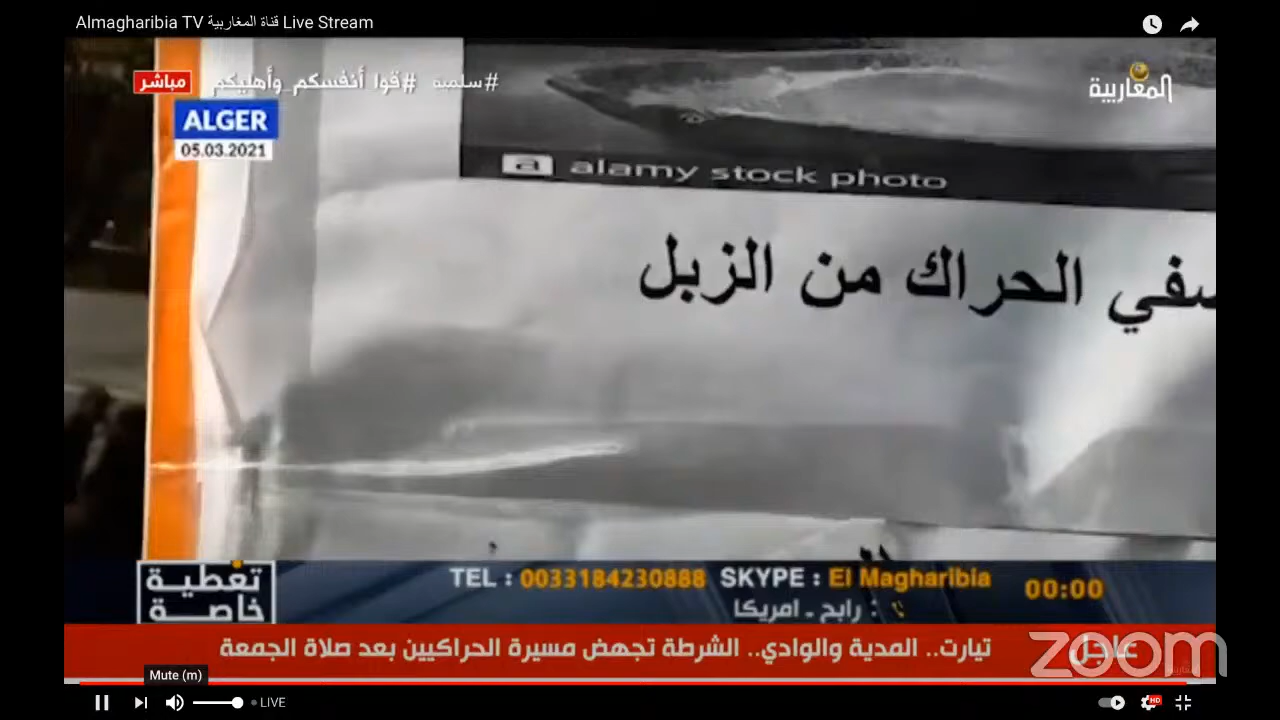 Almagharibia TV قناة المغاربية Live Stream
مباشر
#سلمية #قوا أنفسكم_وأهليكم
المغاربية
ALGER
05.03.2021
a alamy stock photo
الحراك من الزبل
تغطية
خاصة
TEL : 0033184230888 SKYPE : El Magharibia
رابح - امريكا :
00:00
عاجل
تيارت.. المدية والوادي.. الشرطة تجهض مسيرة الحراكيين بعد صلاة الجمعة
zoom
Mute (m)
LIVE
HD